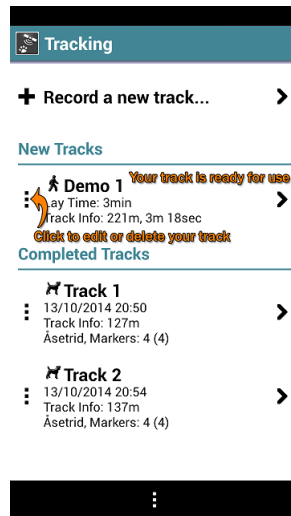 Tracking
Record a new track...
New Tracks
Demo 1
Your track is ready for use
Lay Time: 3min
Track Info: 221m, 3m 18sec
Click to edit or delete your track
Completed Tracks
Track 1
13/10/2014 20:50
Track Info: 127m
Åsetrid, Markers: 4 (4)
Track 2
13/10/2014 20:54
Track Info: 137m
Åsetrid, Markers: 4 (4)